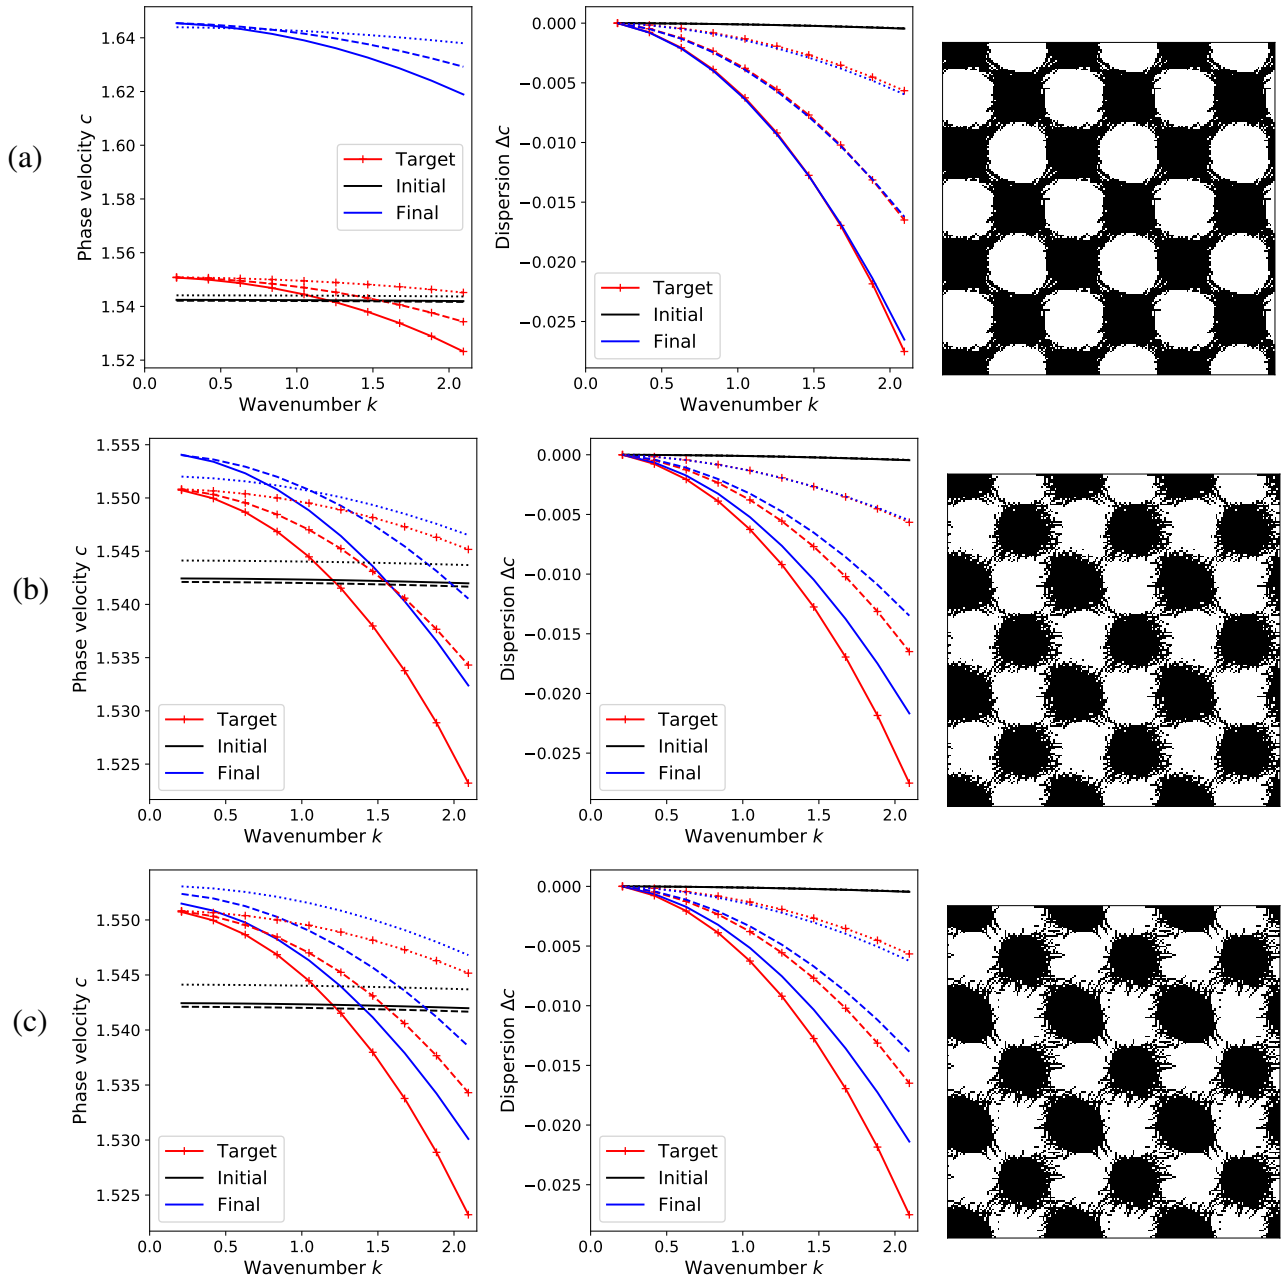 (a)
Phase velocity c
1.64
1.62
1.60
1.58
1.56
1.54
1.52
0.0 0.5 1.0 1.5 2.0
Wavenumber k
Target
Initial
Final
Dispersion Δc
0.000
−0.005
−0.010
−0.015
−0.020
−0.025
0.0 0.5 1.0 1.5 2.0
Wavenumber k
Target
Initial
Final
(b)
Phase velocity c
1.555
1.550
1.545
1.540
1.535
1.530
1.525
0.0 0.5 1.0 1.5 2.0
Wavenumber k
Target
Initial
Final
Dispersion Δc
0.000
−0.005
−0.010
−0.015
−0.020
−0.025
0.0 0.5 1.0 1.5 2.0
Wavenumber k
Target
Initial
Final
(c)
Phase velocity c
1.550
1.545
1.540
1.535
1.530
1.525
0.0 0.5 1.0 1.5 2.0
Wavenumber k
Target
Initial
Final
Dispersion Δc
0.000
−0.005
−0.010
−0.015
−0.020
−0.025
0.0 0.5 1.0 1.5 2.0
Wavenumber k
Target
Initial
Final